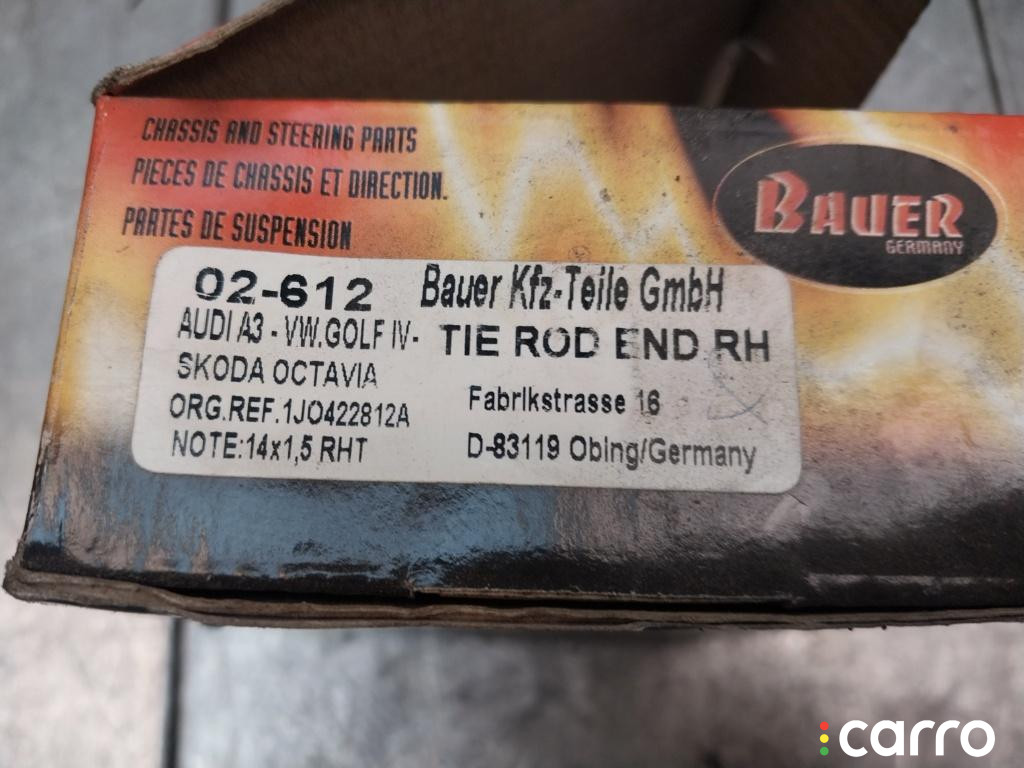 CHASSIS AND STEERING PARTS
PIECES DE CHASSIS ET DIRECTION.
PARTES DE SUSPENSION
BAUER
GERMANY
02-612 Bauer Kfz-Teile GmbH
AUDI A3 - VW.GOLF IV- TIE ROD END RH
SKODA OCTAVIA
ORG.REF.1JO422812A Fabrikstrasse 16
NOTE:14x1,5 RHT D-83119 Obing/Germany
carro